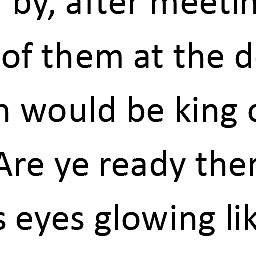 by, after
of them at the
would be king
Are ye ready
eyes glowing